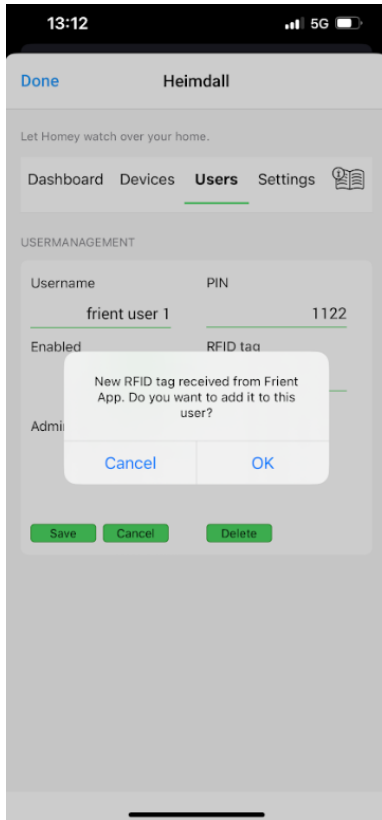 13:12
5G
Done
Heimdall
Let Homey watch over your home.
Dashboard Devices Users Settings
USERMANAGEMENT
Username PIN
frient user 1 1122
Enabled RFID tag
New RFID tag received from Frient
App. Do you want to add it to this
user?
Admi
Cancel OK
Save Cancel Delete